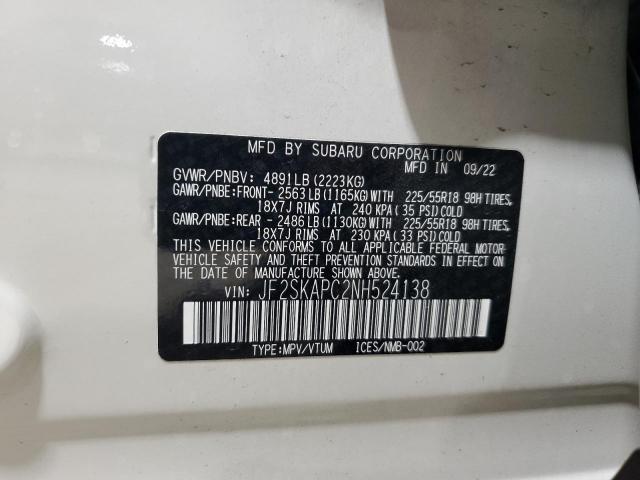 MFD BY SUBARU CORPORATION
MFD IN 09/22
GVWR/PNBV: 4891LB(2223KG)
GAWR/PNBE:FRONT- 2563LB(1165KG)WITH 225/55R18 98H TIRES,
18X7J RIMS AT 240 KPA(35 PSI)COLD
GAWR/PNBE:REAR - 2486LB(1130KG)WITH 225/55R18 98H TIRES,
18X7J RIMS AT 230 KPA(33 PSI)COLD
THIS VEHICLE CONFORMS TO ALL APPLICABLE FEDERAL MOTOR
VEHICLE SAFETY AND THEFT PREVENTION STANDARDS IN EFFECT
ON THE DATE OF MANUFACTURE SHOWN ABOVE.
VIN: JF2SKAPC2NH524138
TYPE:MPV/VTUM ICES/NMB-002